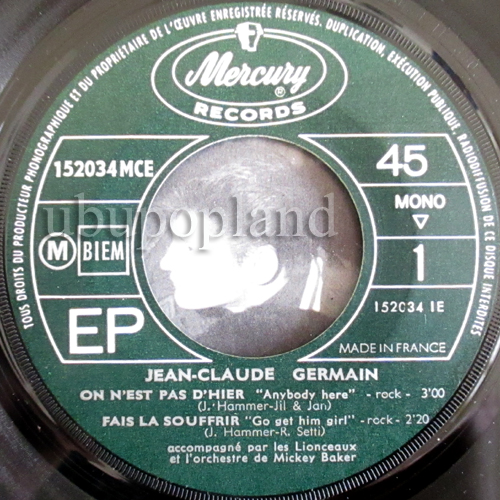 TOUS DROITS DU PRODUCTEUR PHONOGRAPHIQUE ET DU PROPRIÉTAIRE DE L'ŒUVRE ENREGISTRÉE RÉSERVÉS. DUPLICATION, EXÉCUTION PUBLIQUE, RADIODIFFUSION DE CE DISQUE INTERDITES
Mercury ®
RECORDS
152034 MCE
45
MONO
M BIEM
1
EP
152034 1E
MADE IN FRANCE
ubupopland
JEAN-CLAUDE GERMAIN
ON N'EST PAS D'HIER "Anybody here" - rock - 3'00
(J. Hammer-Jil & Jan)
FAIS LA SOUFFRIR "Go get him girl" - rock - 2'20
(J. Hammer-R. Setti)
accompagné par les Lionceaux
et l'orchestre de Mickey Baker